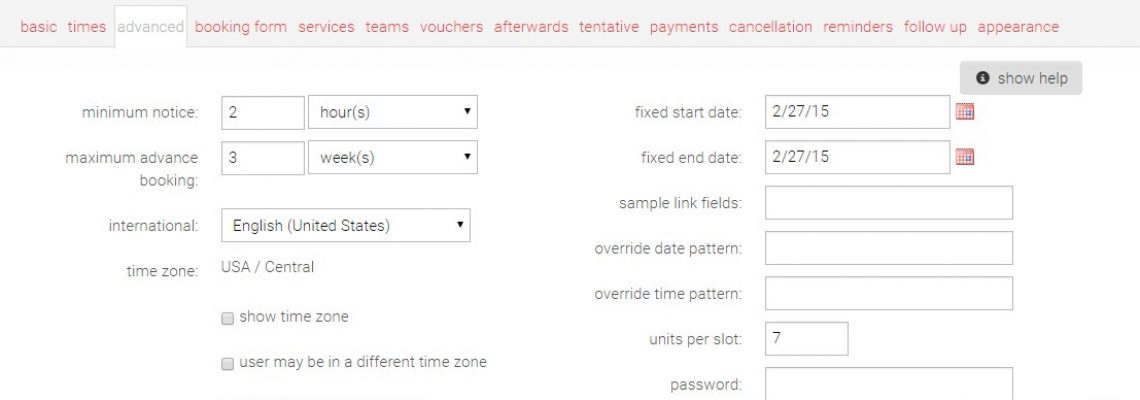 basic times advanced booking form services teams vouchers afterwards tentative payments cancellation reminders follow up appearance
show help
minimum notice: 2 hour(s)
maximum advance
booking: 3 week(s)
international: English (United States)
time zone: USA / Central
show time zone
user may be in a different time zone
fixed start date: 2/27/15
fixed end date: 2/27/15
sample link fields:
override date pattern:
override time pattern:
units per slot: 7
password: